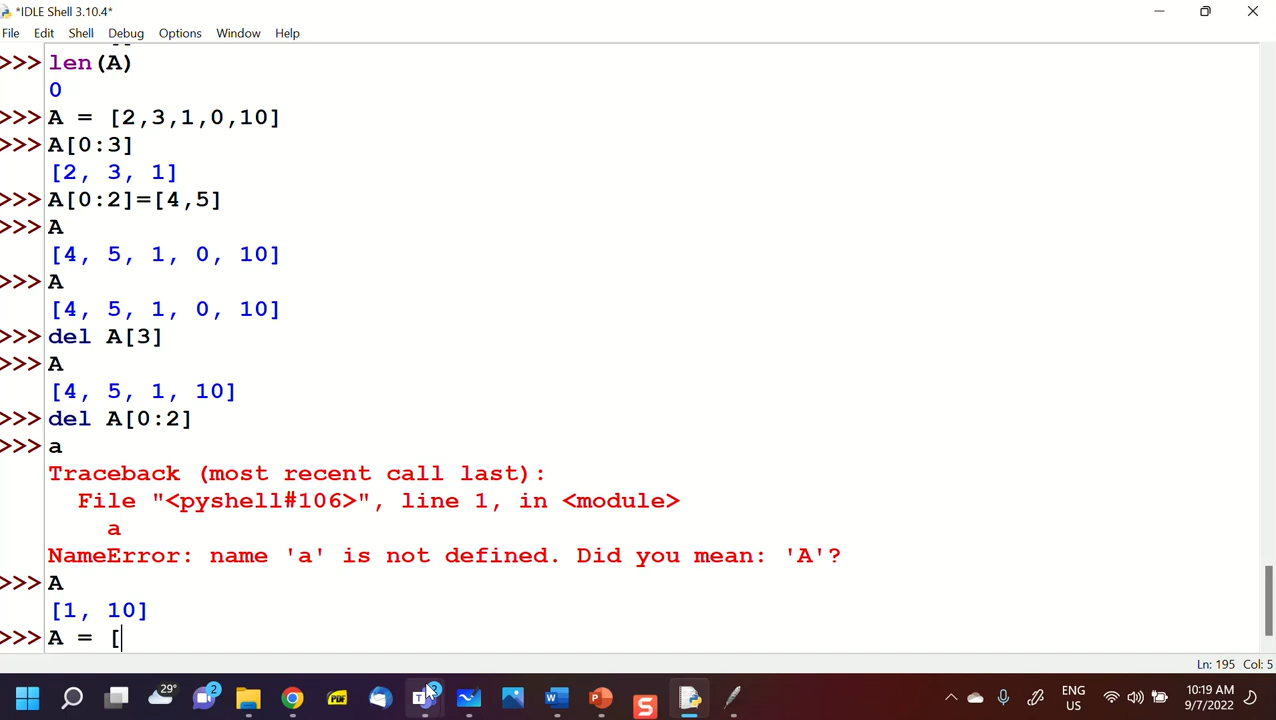 *IDLE Shell 3.10.4*
File Edit Shell Debug Options Window Help
>>> len(A)
0
>>> A = [2,3,1,0,10]
>>> A[0:3]
[2, 3, 1]
>>> A[0:2]=[4,5]
>>> A
[4, 5, 1, 0, 10]
>>> A
[4, 5, 1, 0, 10]
>>> del A[3]
>>> A
[4, 5, 1, 10]
>>> del A[0:2]
>>> a
Traceback (most recent call last):
File "<pyshell#106>", line 1, in <module>
a
NameError: name 'a' is not defined. Did you mean: 'A'?
>>> A
[1, 10]
>>> A = [
Ln: 195 Col: 5
29°
2
PDF
T
2
W
P
S
ENG
US
10:19 AM
9/7/2022